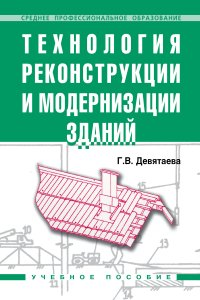 СРЕДНЕЕ ПРОФЕССИОНАЛЬНОЕ ОБРАЗОВАНИЕ
ТЕХНОЛОГИЯ
РЕКОНСТРУКЦИИ
И МОДЕРНИЗАЦИИ
ЗДАНИЙ
Г.В. Девятаева
УЧЕБНОЕ ПОСОБИЕ